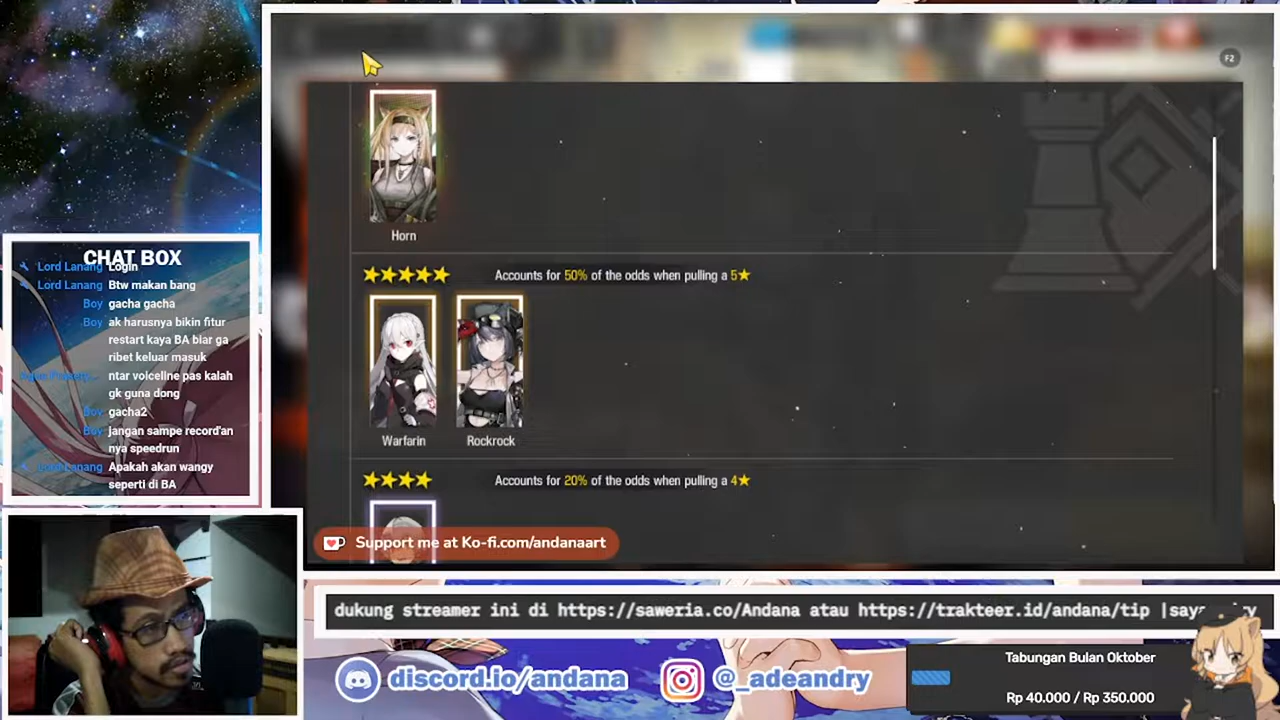 F2
Horn
Accounts for 50% of the odds when pulling a 5★
Warfarin
Rockrock
Accounts for 20% of the odds when pulling a 4★
Support me at Ko-fi.com/andanaart
CHAT BOX
Lord Lanang Login
Lord Lanang Btw makan bang
Boy gacha gacha
Boy ak harusnya bikin fitur
restart kaya BA biar ga
ribet keluar masuk
ntar voiceline pas kalah
gk guna dong
Boy gacha2
Boy jangan sampe record'an
nya speedrun
Lord Lanang Apakah akan wangy
seperti di BA
dukung streamer ini di https://saweria.co/Andana atau https://trakteer.id/andana/tip |
discord.io/andana
@_adeandry
Tabungan Bulan Oktober
Rp 40.000 / Rp 350.000